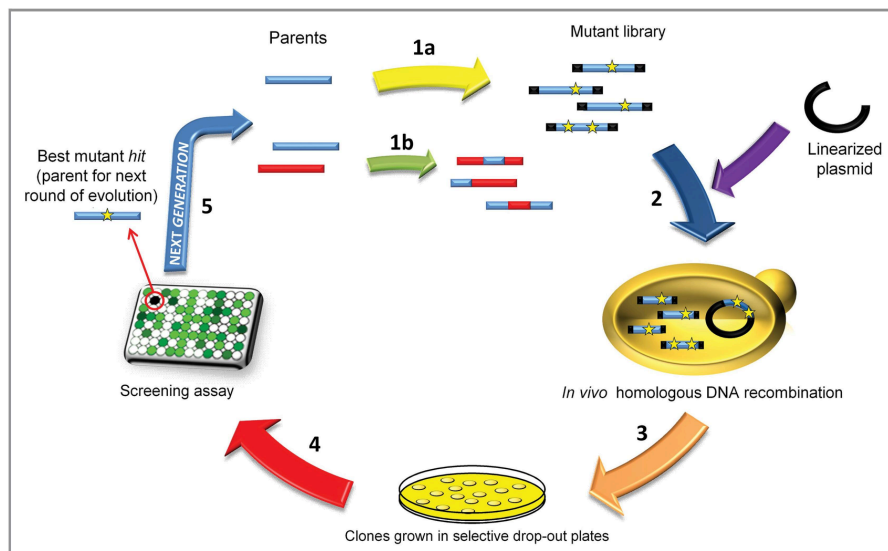 Parents
1a
Mutant library
1b
Linearized
plasmid
Best mutant hit
(parent for next
round of evolution)
5
NEXT GENERATION
2
Screening assay
In vivo homologous DNA recombination
4
3
Clones grown in selective drop-out plates